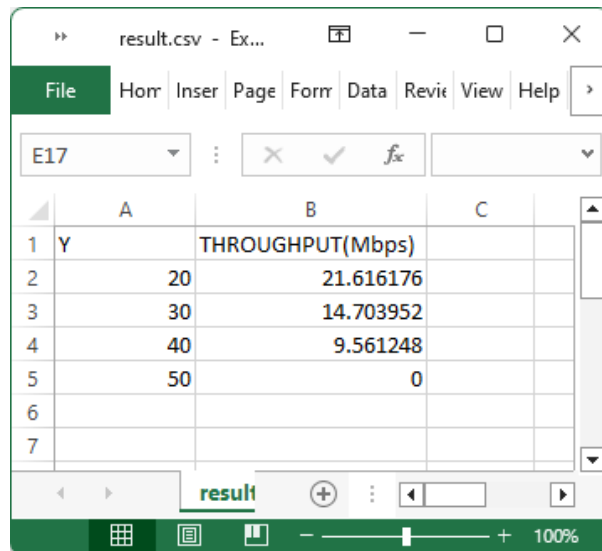 result.csv - Ex...
File Hom Inser Page Form Data Revie View Help
E17 fx
A B C
1 Y THROUGHPUT(Mbps)
2 20 21.616176
3 30 14.703952
4 40 9.561248
5 50 0
6
7
result
100%